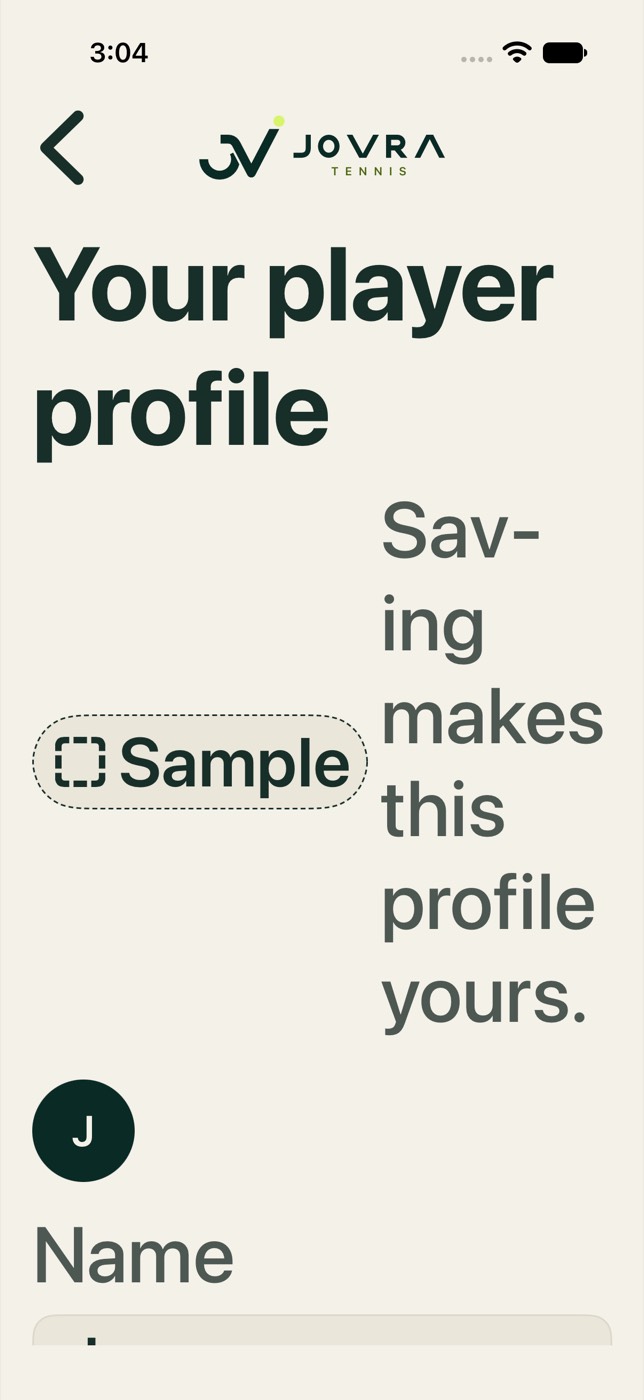 3:04
JOVRA
TENNIS
Your player
profile
Sample
Sav-
ing
makes
this
profile
yours.
J
Name